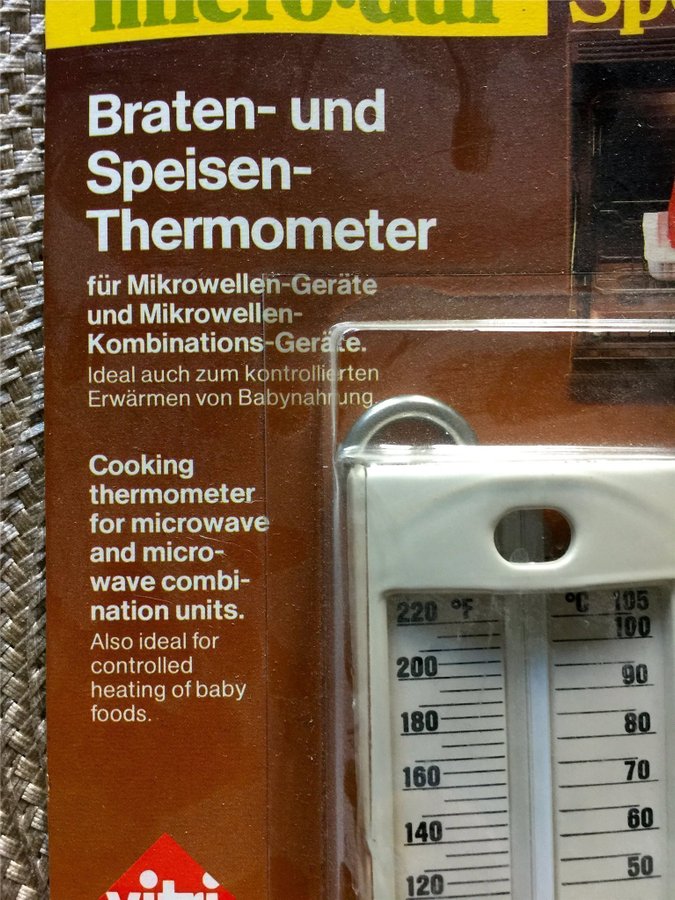 micro-dur
Braten- und
Speisen-
Thermometer
für Mikrowellen-Geräte
und Mikrowellen-
Kombinations-Geräte.
Ideal auch zum kontrollierten
Erwärmen von Babynahrung.
Cooking
thermometer
for microwave
and micro-
wave combi-
nation units.
Also ideal for
controlled
heating of baby
foods.
220 °F °C 105
100
200 90
180 80
160 70
140 60
120 50